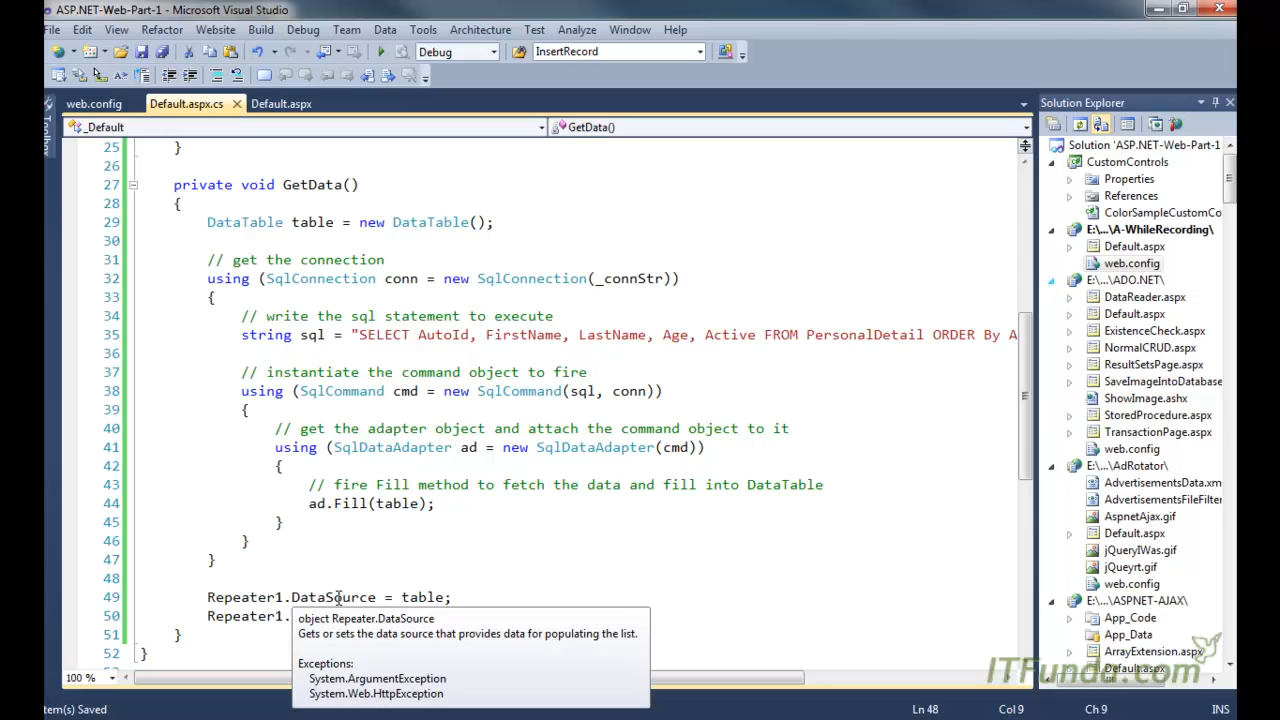 ASP.NET-Web-Part-1 - Microsoft Visual Studio
File Edit View Refactor Website Build Debug Team Data Tools Architecture Test Analyze Window Help
Debug InsertRecord
web.config Default.aspx.cs Default.aspx
Toolbox
_Default GetData()
25 }
26
27 private void GetData()
28 {
29 DataTable table = new DataTable();
30
31 // get the connection
32 using (SqlConnection conn = new SqlConnection(_connStr))
33 {
34 // write the sql statement to execute
35 string sql = "SELECT AutoId, FirstName, LastName, Age, Active FROM PersonalDetail ORDER By A
36
37 // instantiate the command object to fire
38 using (SqlCommand cmd = new SqlCommand(sql, conn))
39 {
40 // get the adapter object and attach the command object to it
41 using (SqlDataAdapter ad = new SqlDataAdapter(cmd))
42 {
43 // fire Fill method to fetch the data and fill into DataTable
44 ad.Fill(table);
45 }
46 }
47 }
48
49 Repeater1.DataSource = table;
50 Repeater1.
51 }
52 }
object Repeater.DataSource
Gets or sets the data source that provides data for populating the list.
Exceptions:
System.ArgumentException
System.Web.HttpException
100 %
Solution Explorer
Solution 'ASP.NET-Web-Part-1
CustomControls
Properties
References
ColorSampleCustomCo
E:\...\A-WhileRecording\
Default.aspx
web.config
E:\...\ADO.NET\
DataReader.aspx
Default.aspx
ExistenceCheck.aspx
NormalCRUD.aspx
ResultSetsPage.aspx
SaveImageIntoDatabase
ShowImage.ashx
StoredProcedure.aspx
TransactionPage.aspx
web.config
E:\...\AdRotator\
AdvertisementsData.xm
AdvertisementsFileFilter
AspnetAjax.gif
Default.aspx
jQueryIWas.gif
jQueyrt.gif
web.config
E:\...\ASPNET-AJAX\
App_Code
App_Data
ArrayExtension.aspx
Default.aspx
ITFunda.com
Item(s) Saved Ln 48 Col 9 Ch 9 INS